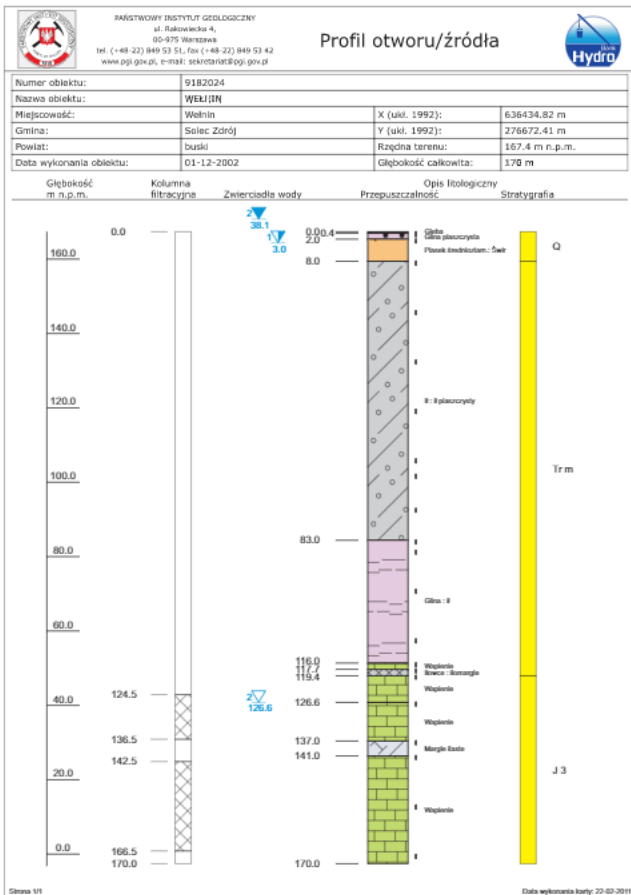 PAŃSTWOWY INSTYTUT GEOLOGICZNY
ul. Rakowiecka 4,
00-975 Warszawa
tel. (+48-22) 849 53 51, fax (+48-22) 849 53 42
www.pgi.gov.pl, e-mail: sekretariat@pgi.gov.pl
Profil otworu/źródła
Bank
Hydro
Numer obiektu: 9182024
Nazwa obiektu:
Miejscowość: Wełnin X (ukł. 1992): 636434.82 m
Gmina: Solec Zdrój Y (ukł. 1992): 276672.41 m
Powiat: buski Rzędna terenu: 167.4 m n.p.m.
Data wykonania obiektu: 01-12-2002 Głębokość całkowita: 170 m
Głębokość Kolumna Opis litologiczny
m n.p.m. filtracyjna Zwierciadła wody Przepuszczalność Stratygrafia
2
38.1
0.0 0.0 0.4 Gleba
1 Glina piaszczysta
2.0
3.0 Piasek średnioziarn.: Żwir Q
160.0
8.0
140.0
120.0 Ił : Ił piaszczysty
100.0 Tr m
83.0
80.0
60.0 Glina : Ił
116.0 Wapienie
117.7 Iłowce : Iłomargle
119.4
124.5 2 Wapienie
40.0 126.6 126.6
Wapienie
136.5 137.0
142.5 141.0 Margle ilaste
20.0 J 3
Wapienie
0.0
166.5
170.0 170.0
Strona 1/1 Data wykonania karty: 22-02-2011